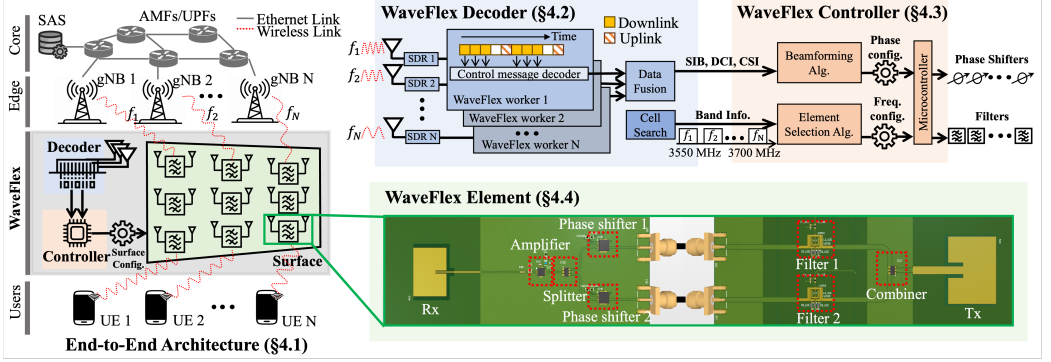 SAS
AMFs/UPFs
Ethernet Link
Wireless Link
Core
Edge
WaveFlex
Users
gNB 1
gNB 2
gNB N
f1
f2
fN
Decoder
Controller
Surface
Config.
Surface
UE 1
UE 2
UE N
End-to-End Architecture (§4.1)
WaveFlex Decoder (§4.2)
Time
Downlink
Uplink
f1
f2
fN
SDR 1
SDR 2
SDR N
Control message decoder
WaveFlex worker 1
WaveFlex worker 2
WaveFlex worker N
Data
Fusion
Cell
Search
SIB, DCI, CSI
Band Info.
f1 f2 fN
3550 MHz 3700 MHz
WaveFlex Controller (§4.3)
Beamforming
Alg.
Phase
config.
Element
Selection Alg.
Freq.
config.
Microcontroller
Phase Shifters
Filters
WaveFlex Element (§4.4)
Rx
Amplifier
Splitter
Phase shifter 1
Phase shifter 2
Filter 1
Filter 2
Combiner
Tx